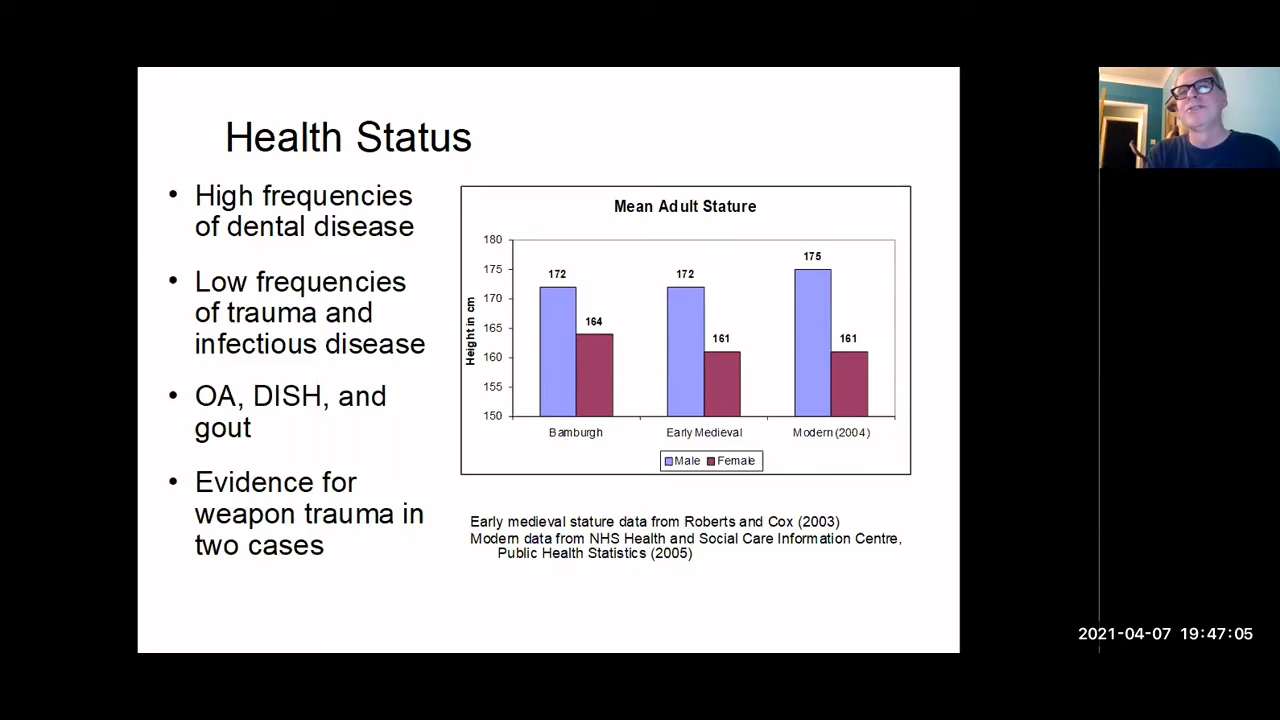 Health Status
• High frequencies
of dental disease
• Low frequencies
of trauma and
infectious disease
• OA, DISH, and
gout
• Evidence for
weapon trauma in
two cases
Mean Adult Stature
Height in cm
180
175
170
165
160
155
150
172
164
172
161
175
161
Bamburgh
Early Medieval
Modern (2004)
Male Female
Early medieval stature data from Roberts and Cox (2003)
Modern data from NHS Health and Social Care Information Centre,
Public Health Statistics (2005)
2021-04-07 19:47:05